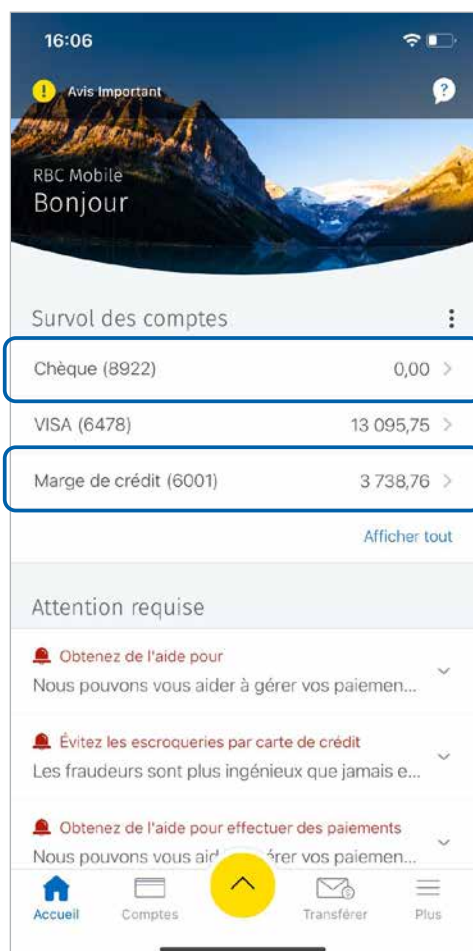 16:06
! Avis Important ?
RBC Mobile
Bonjour
Survol des comptes
Chèque (8922) 0,00
VISA (6478) 13 095,75
Marge de crédit (6001) 3 738,76
Afficher tout
Attention requise
Obtenez de l'aide pour
Nous pouvons vous aider à gérer vos paiemen...
Évitez les escroqueries par carte de crédit
Les fraudeurs sont plus ingénieux que jamais e...
Obtenez de l'aide pour effectuer des paiements
Nous pouvons vous aid érer vos paiemen...
Accueil Comptes Transférer Plus